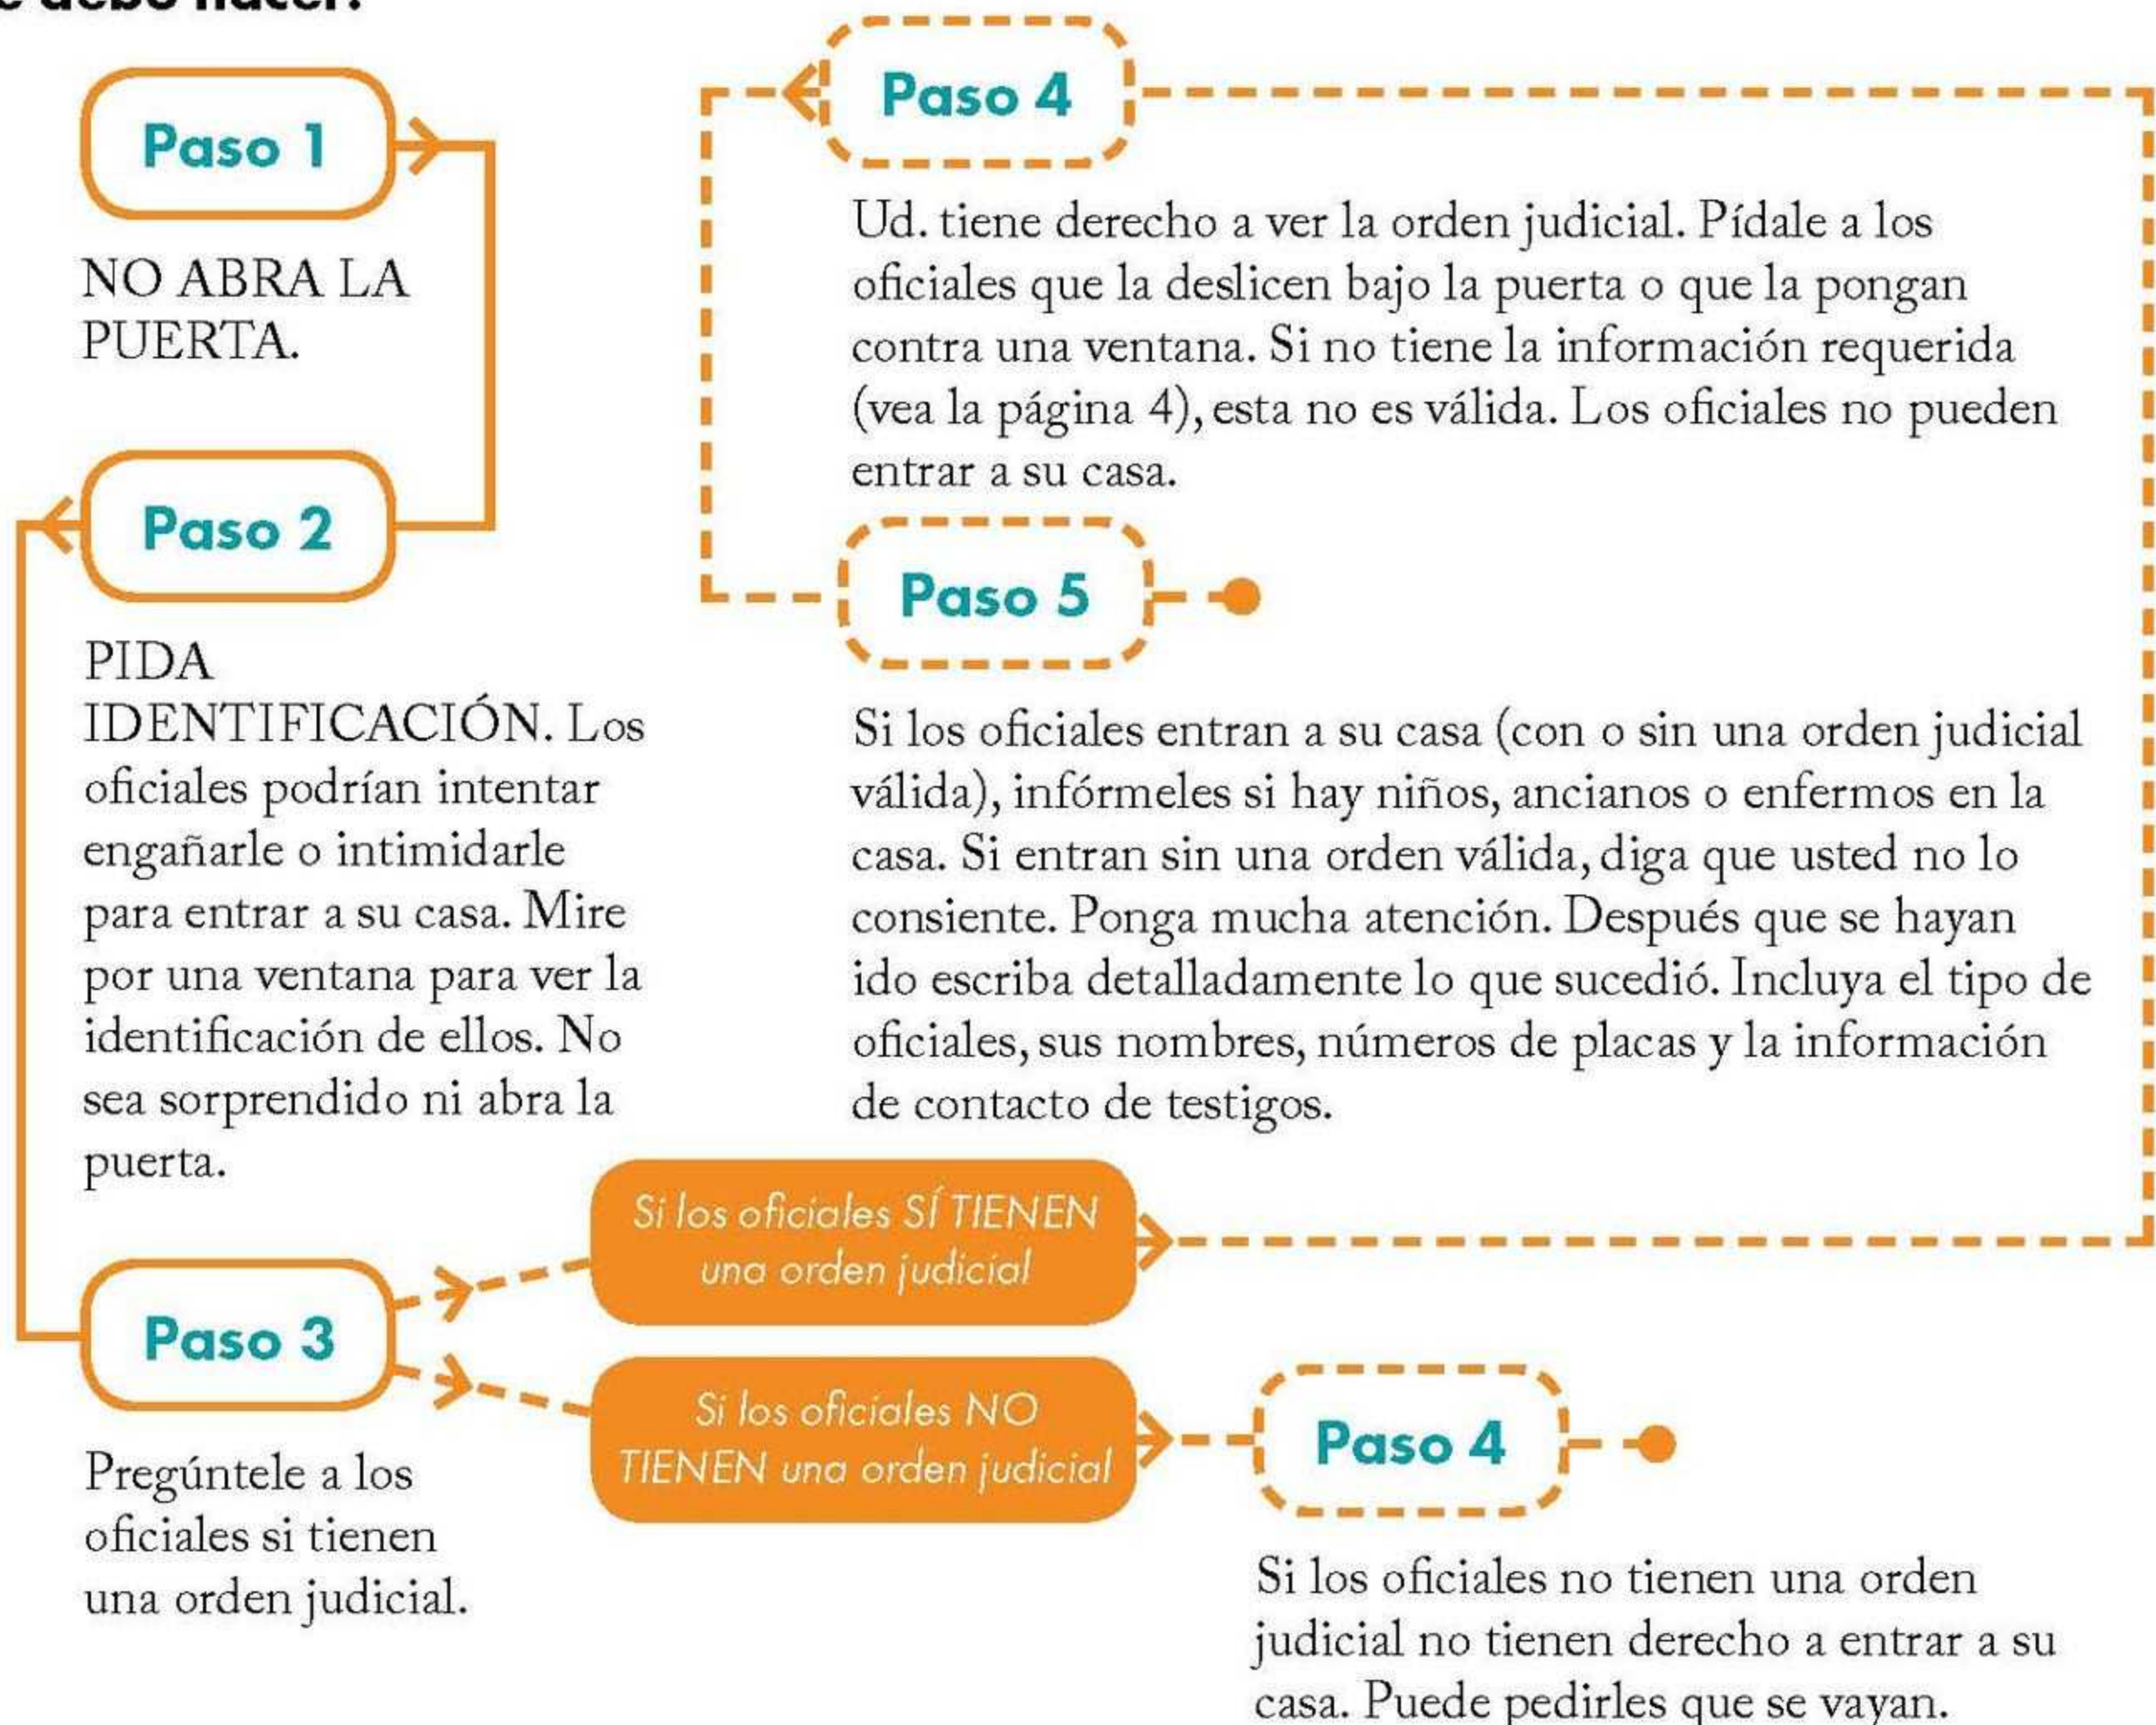 debo hacer?
Paso 1
NO ABRA LA
PUERTA.
Paso 2
PIDA
IDENTIFICACIÓN. Los
oficiales podrían intentar
engañarle o intimidarle
para entrar a su casa. Mire
por una ventana para ver la
identificación de ellos. No
sea sorprendido ni abra la
puerta.
Paso 3
Pregúntele a los
oficiales si tienen
una orden judicial.
Si los oficiales SÍ TIENEN
una orden judicial
Paso 4
Ud. tiene derecho a ver la orden judicial. Pídale a los
oficiales que la deslicen bajo la puerta o que la pongan
contra una ventana. Si no tiene la información requerida
(vea la página 4), esta no es válida. Los oficiales no pueden
entrar a su casa.
Paso 5
Si los oficiales entran a su casa (con o sin una orden judicial
válida), infórmeles si hay niños, ancianos o enfermos en la
casa. Si entran sin una orden válida, diga que usted no lo
consiente. Ponga mucha atención. Después que se hayan
ido escriba detalladamente lo que sucedió. Incluya el tipo de
oficiales, sus nombres, números de placas y la información
de contacto de testigos.
Si los oficiales NO
TIENEN una orden judicial
Paso 4
Si los oficiales no tienen una orden
judicial no tienen derecho a entrar a su
casa. Puede pedirles que se vayan.